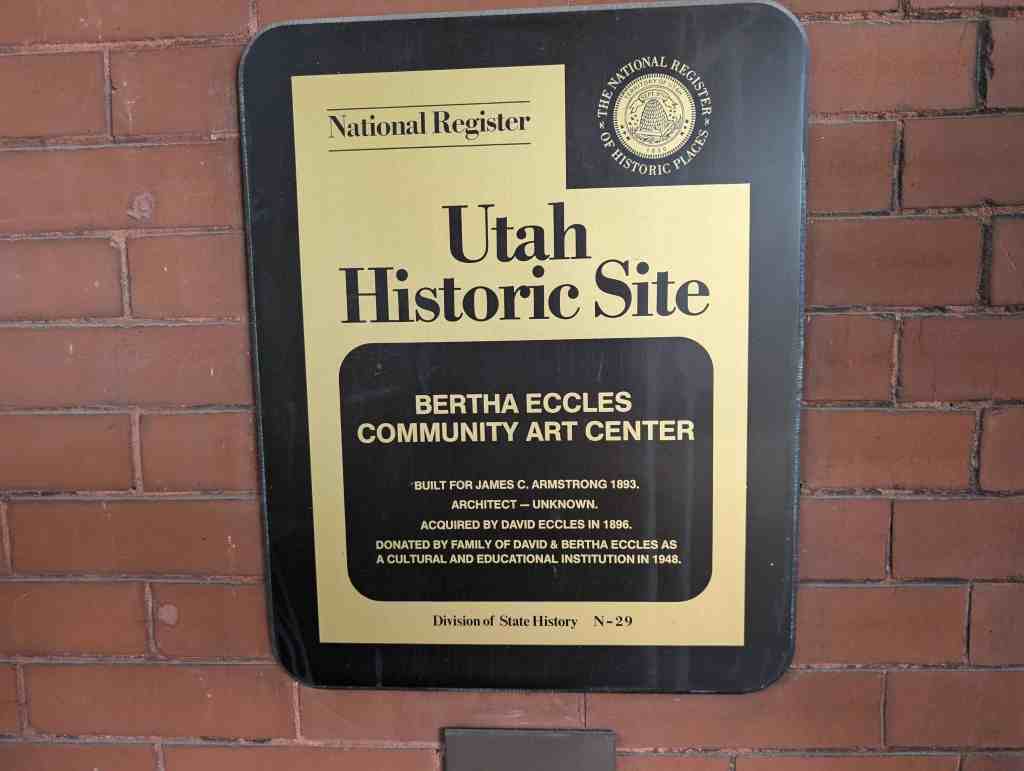 National Register
THE NATIONAL REGISTER
OF HISTORIC PLACES
Utah
Historic Site
BERTHA ECCLES
COMMUNITY ART CENTER
BUILT FOR JAMES C. ARMSTRONG 1893.
ARCHITECT — UNKNOWN.
ACQUIRED BY DAVID ECCLES IN 1896.
DONATED BY FAMILY OF DAVID & BERTHA ECCLES AS
A CULTURAL AND EDUCATIONAL INSTITUTION IN 1948.
Division of State History N-29